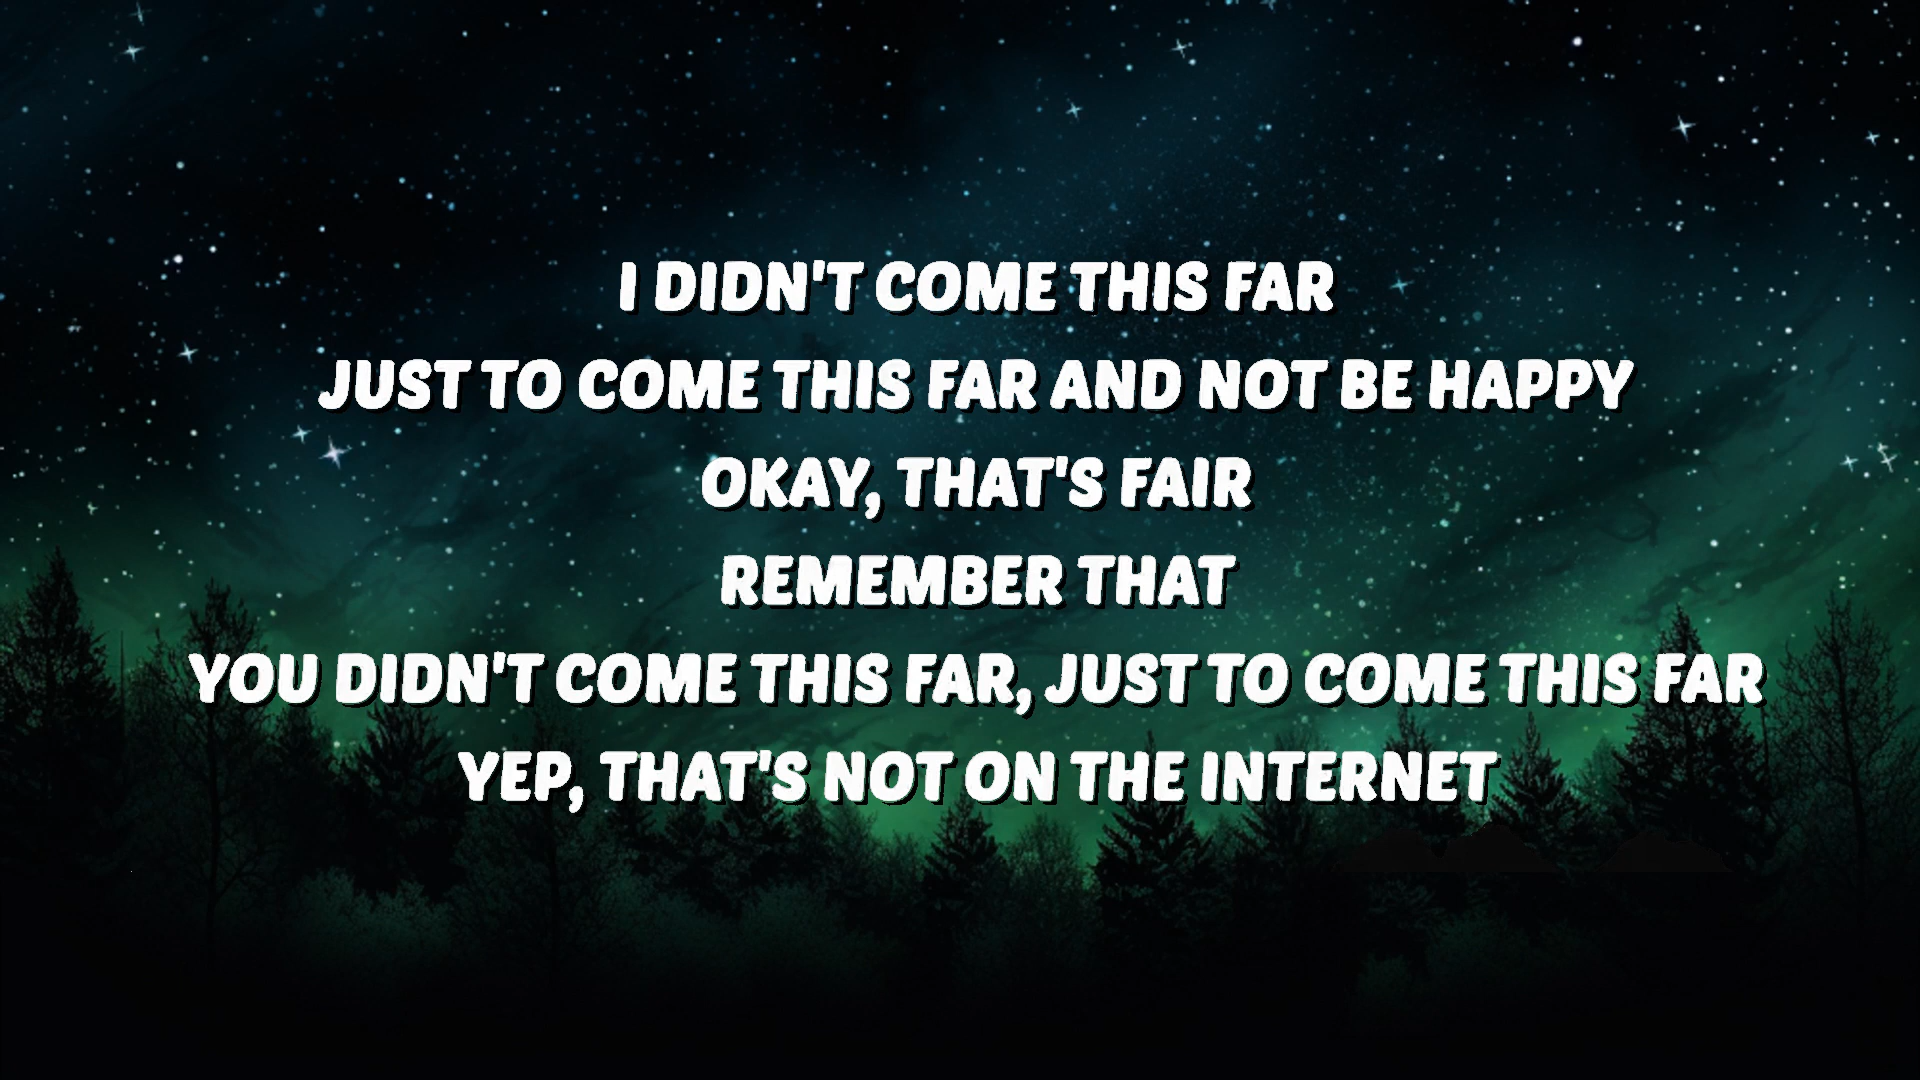 I DIDN'T COME THIS FAR
JUST TO COME THIS FAR AND NOT BE HAPPY
OKAY, THAT'S FAIR
REMEMBER THAT
YOU DIDN'T COME THIS FAR, JUST TO COME THIS FAR
YEP, THAT'S NOT ON THE INTERNET